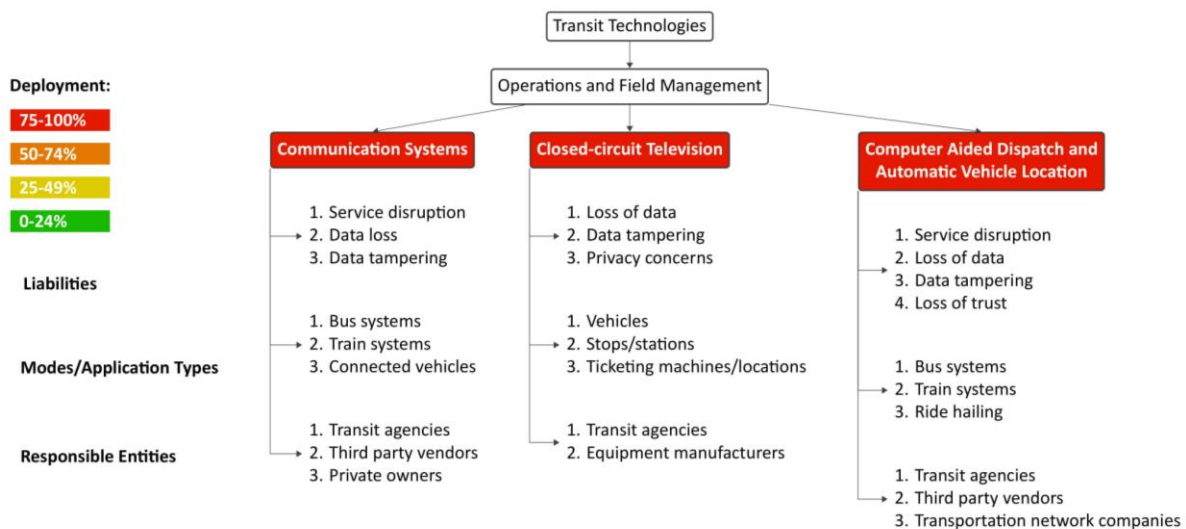 Transit Technologies
Operations and Field Management
Deployment:
75-100%
50-74%
25-49%
0-24%
Liabilities
Modes/Application Types
Responsible Entities
Communication Systems
1. Service disruption
2. Data loss
3. Data tampering
1. Bus systems
2. Train systems
3. Connected vehicles
1. Transit agencies
2. Third party vendors
3. Private owners
Closed-circuit Television
1. Loss of data
2. Data tampering
3. Privacy concerns
1. Vehicles
2. Stops/stations
3. Ticketing machines/locations
1. Transit agencies
2. Equipment manufacturers
Computer Aided Dispatch and
Automatic Vehicle Location
1. Service disruption
2. Loss of data
3. Data tampering
4. Loss of trust
1. Bus systems
2. Train systems
3. Ride hailing
1. Transit agencies
2. Third party vendors
3. Transportation network companies